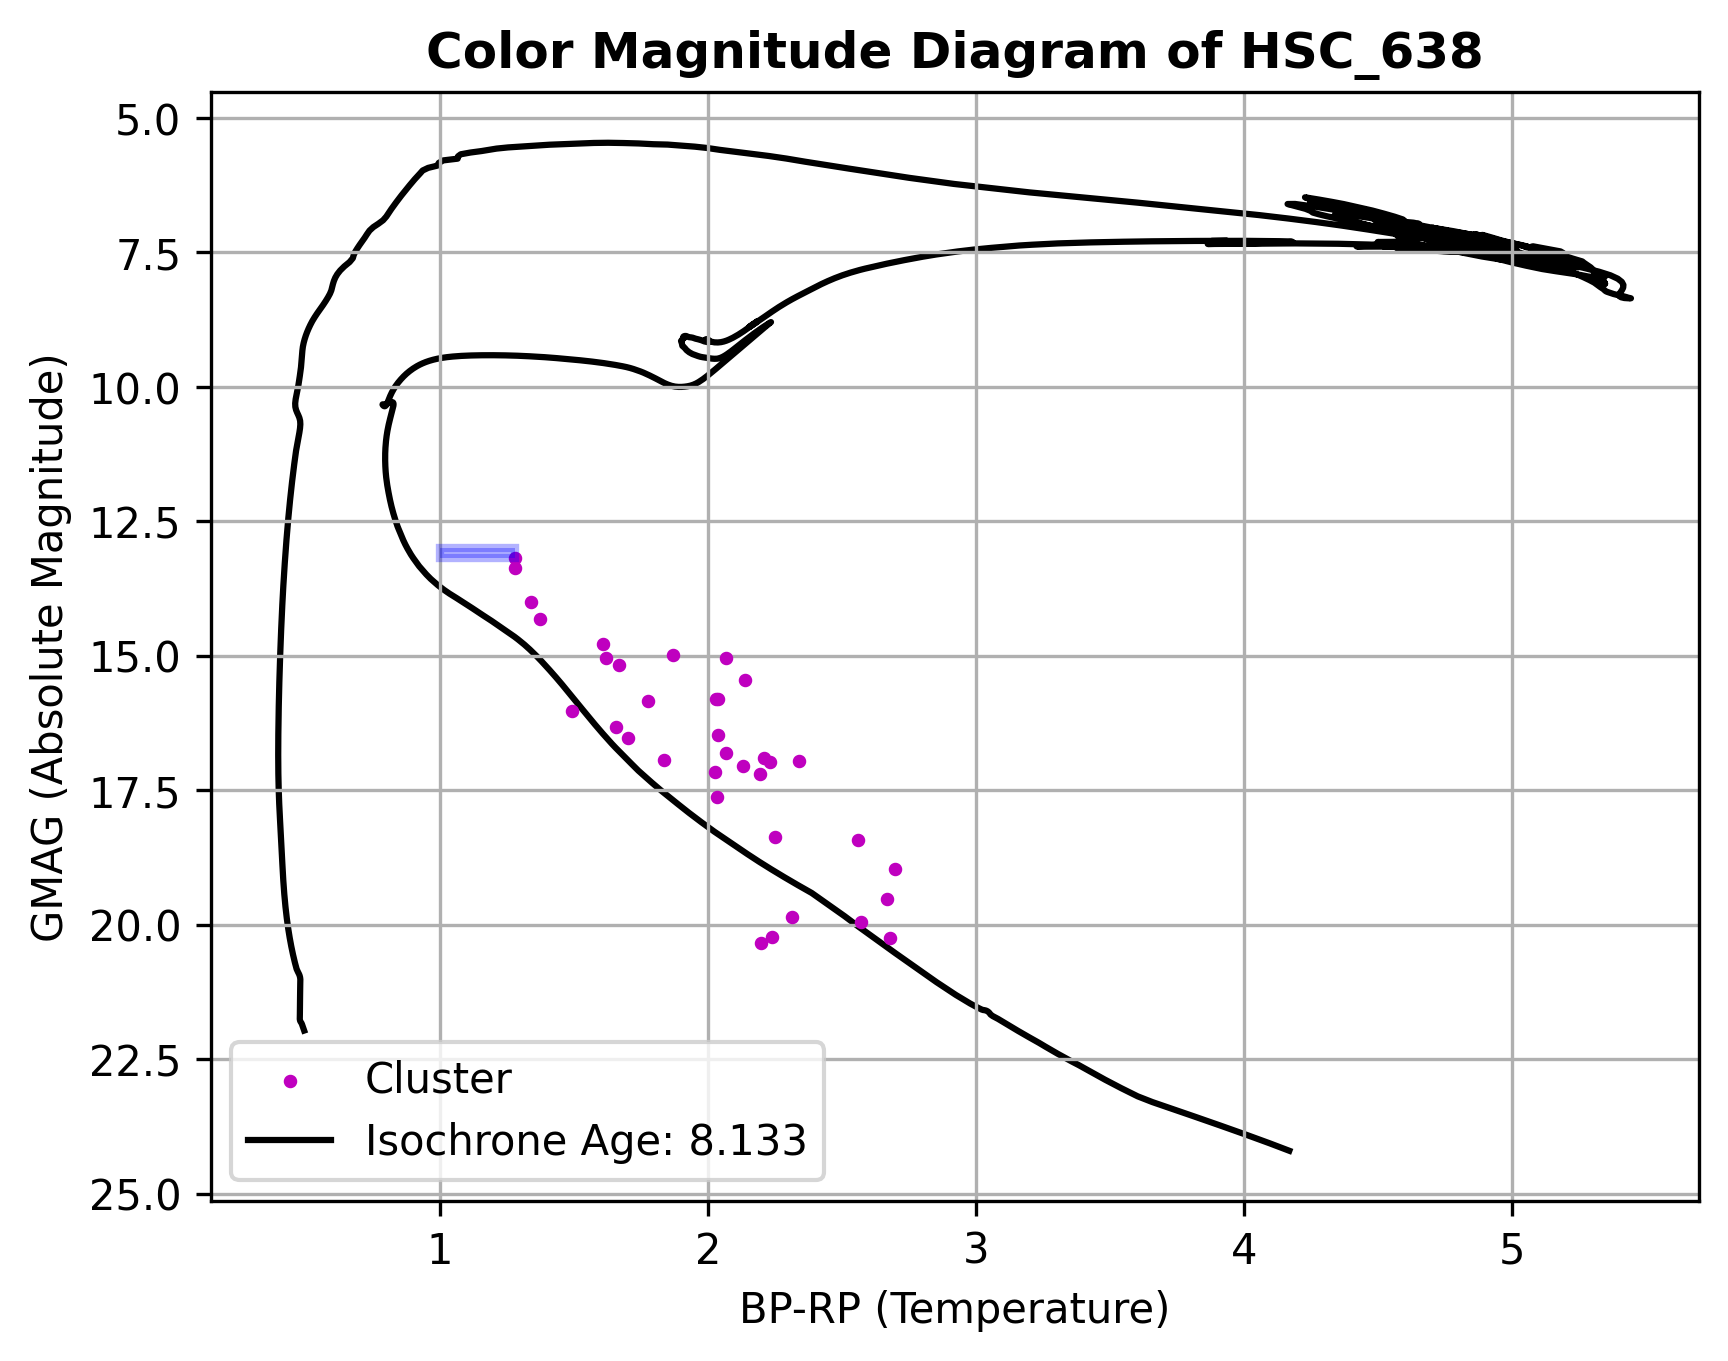 Color Magnitude Diagram of HSC_638
GMAG (Absolute Magnitude)
5.0
7.5
10.0
12.5
15.0
17.5
20.0
22.5
25.0
Cluster
Isochrone Age: 8.133
1 2 3 4 5
BP-RP (Temperature)